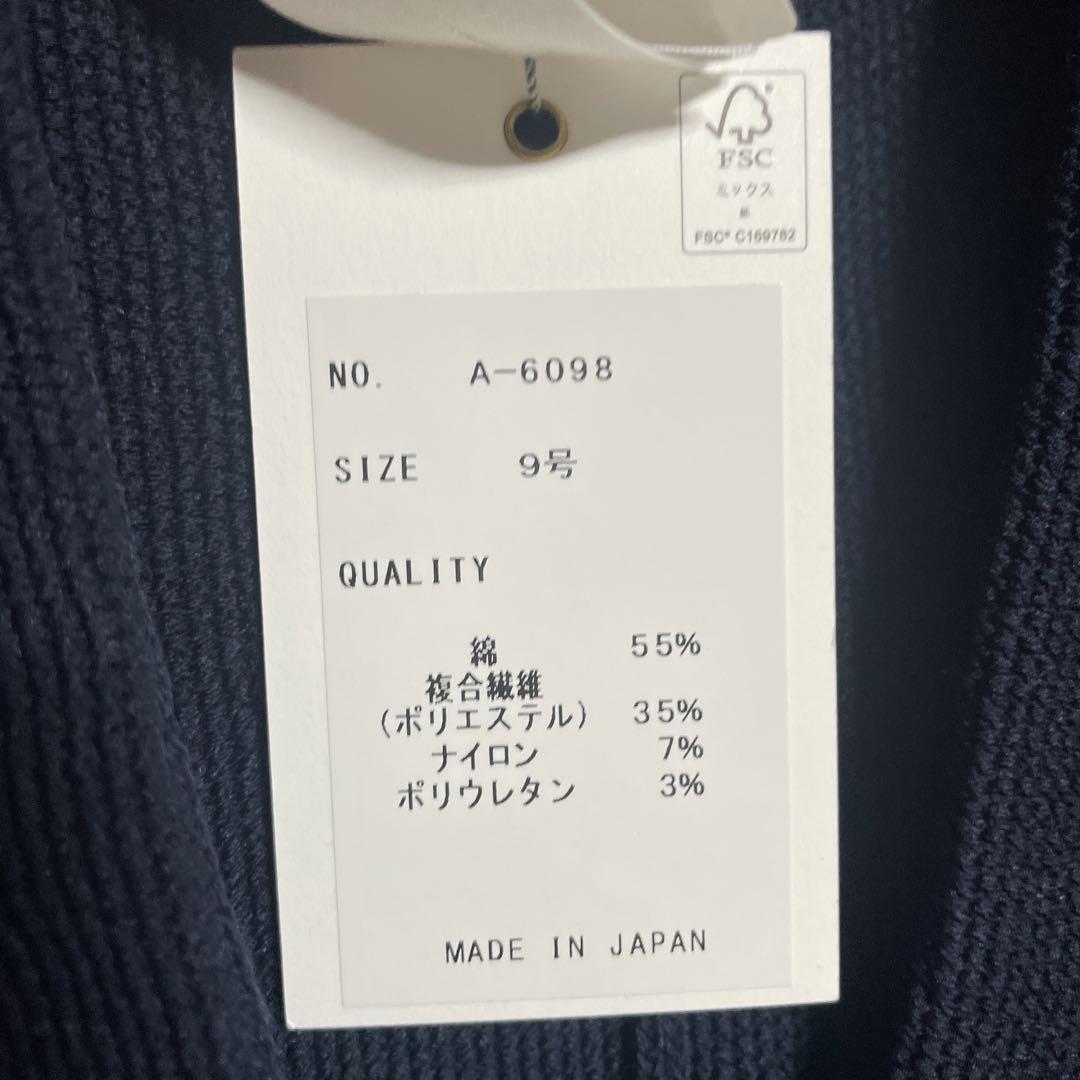 FSC
ミックス
紙
FSC® C169782
NO. A-6098
SIZE 9号
QUALITY
綿 55%
複合繊維
(ポリエステル) 35%
ナイロン 7%
ポリウレタン 3%
MADE IN JAPAN